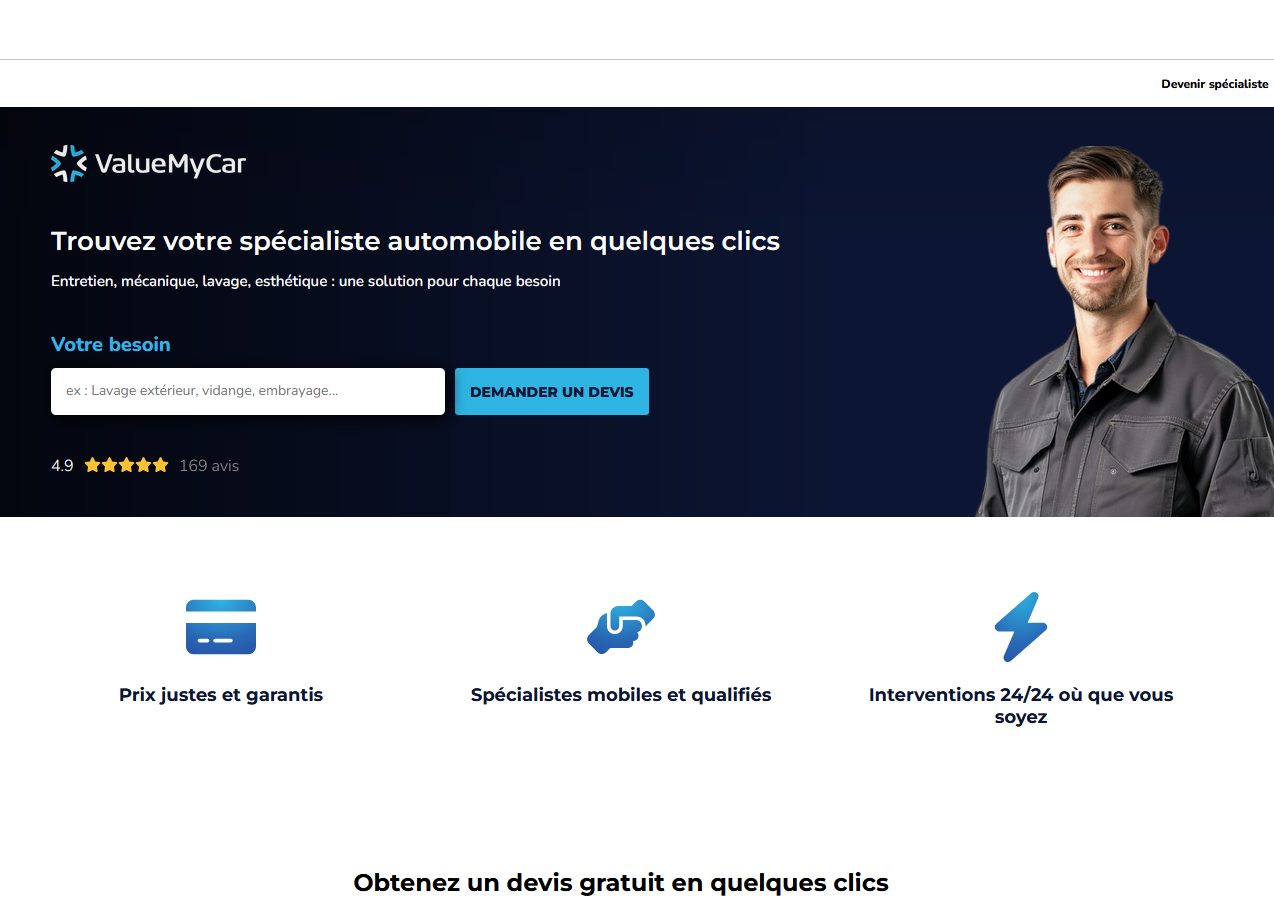 Devenir spécialiste
ValueMyCar
Trouvez votre spécialiste automobile en quelques clics
Entretien, mécanique, lavage, esthétique : une solution pour chaque besoin
Votre besoin
ex : Lavage extérieur, vidange, embrayage...
DEMANDER UN DEVIS
4.9 169 avis
Prix justes et garantis
Spécialistes mobiles et qualifiés
Interventions 24/24 où que vous
soyez
Obtenez un devis gratuit en quelques clics